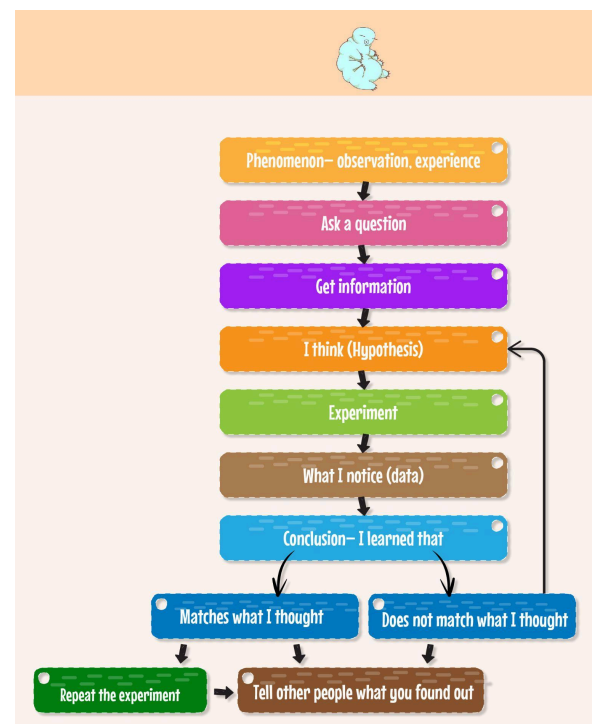 Phenomenon– observation, experience
Ask a question
Get information
I think (Hypothesis)
Experiment
What I notice (data)
Conclusion– I learned that
Matches what I thought
Does not match what I thought
Repeat the experiment
Tell other people what you found out